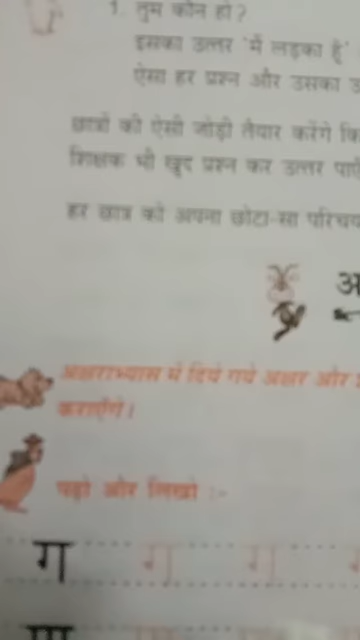 1. तुम कौन हो?
इसका उत्तर 'मैं लड़का हूँ'
ऐसा हर प्रश्न और उसका
छात्रों की ऐसी जोड़ी तैयार करेंगे
शिक्षक भी खुद प्रश्न कर उत्तर
हर छात्र को अपना छोटा-सा परिचय
अ
अक्षराभ्यास में दिये गये अक्षर और
कराएँगे।
पढ़ो और लिखो :-
ग ग ग